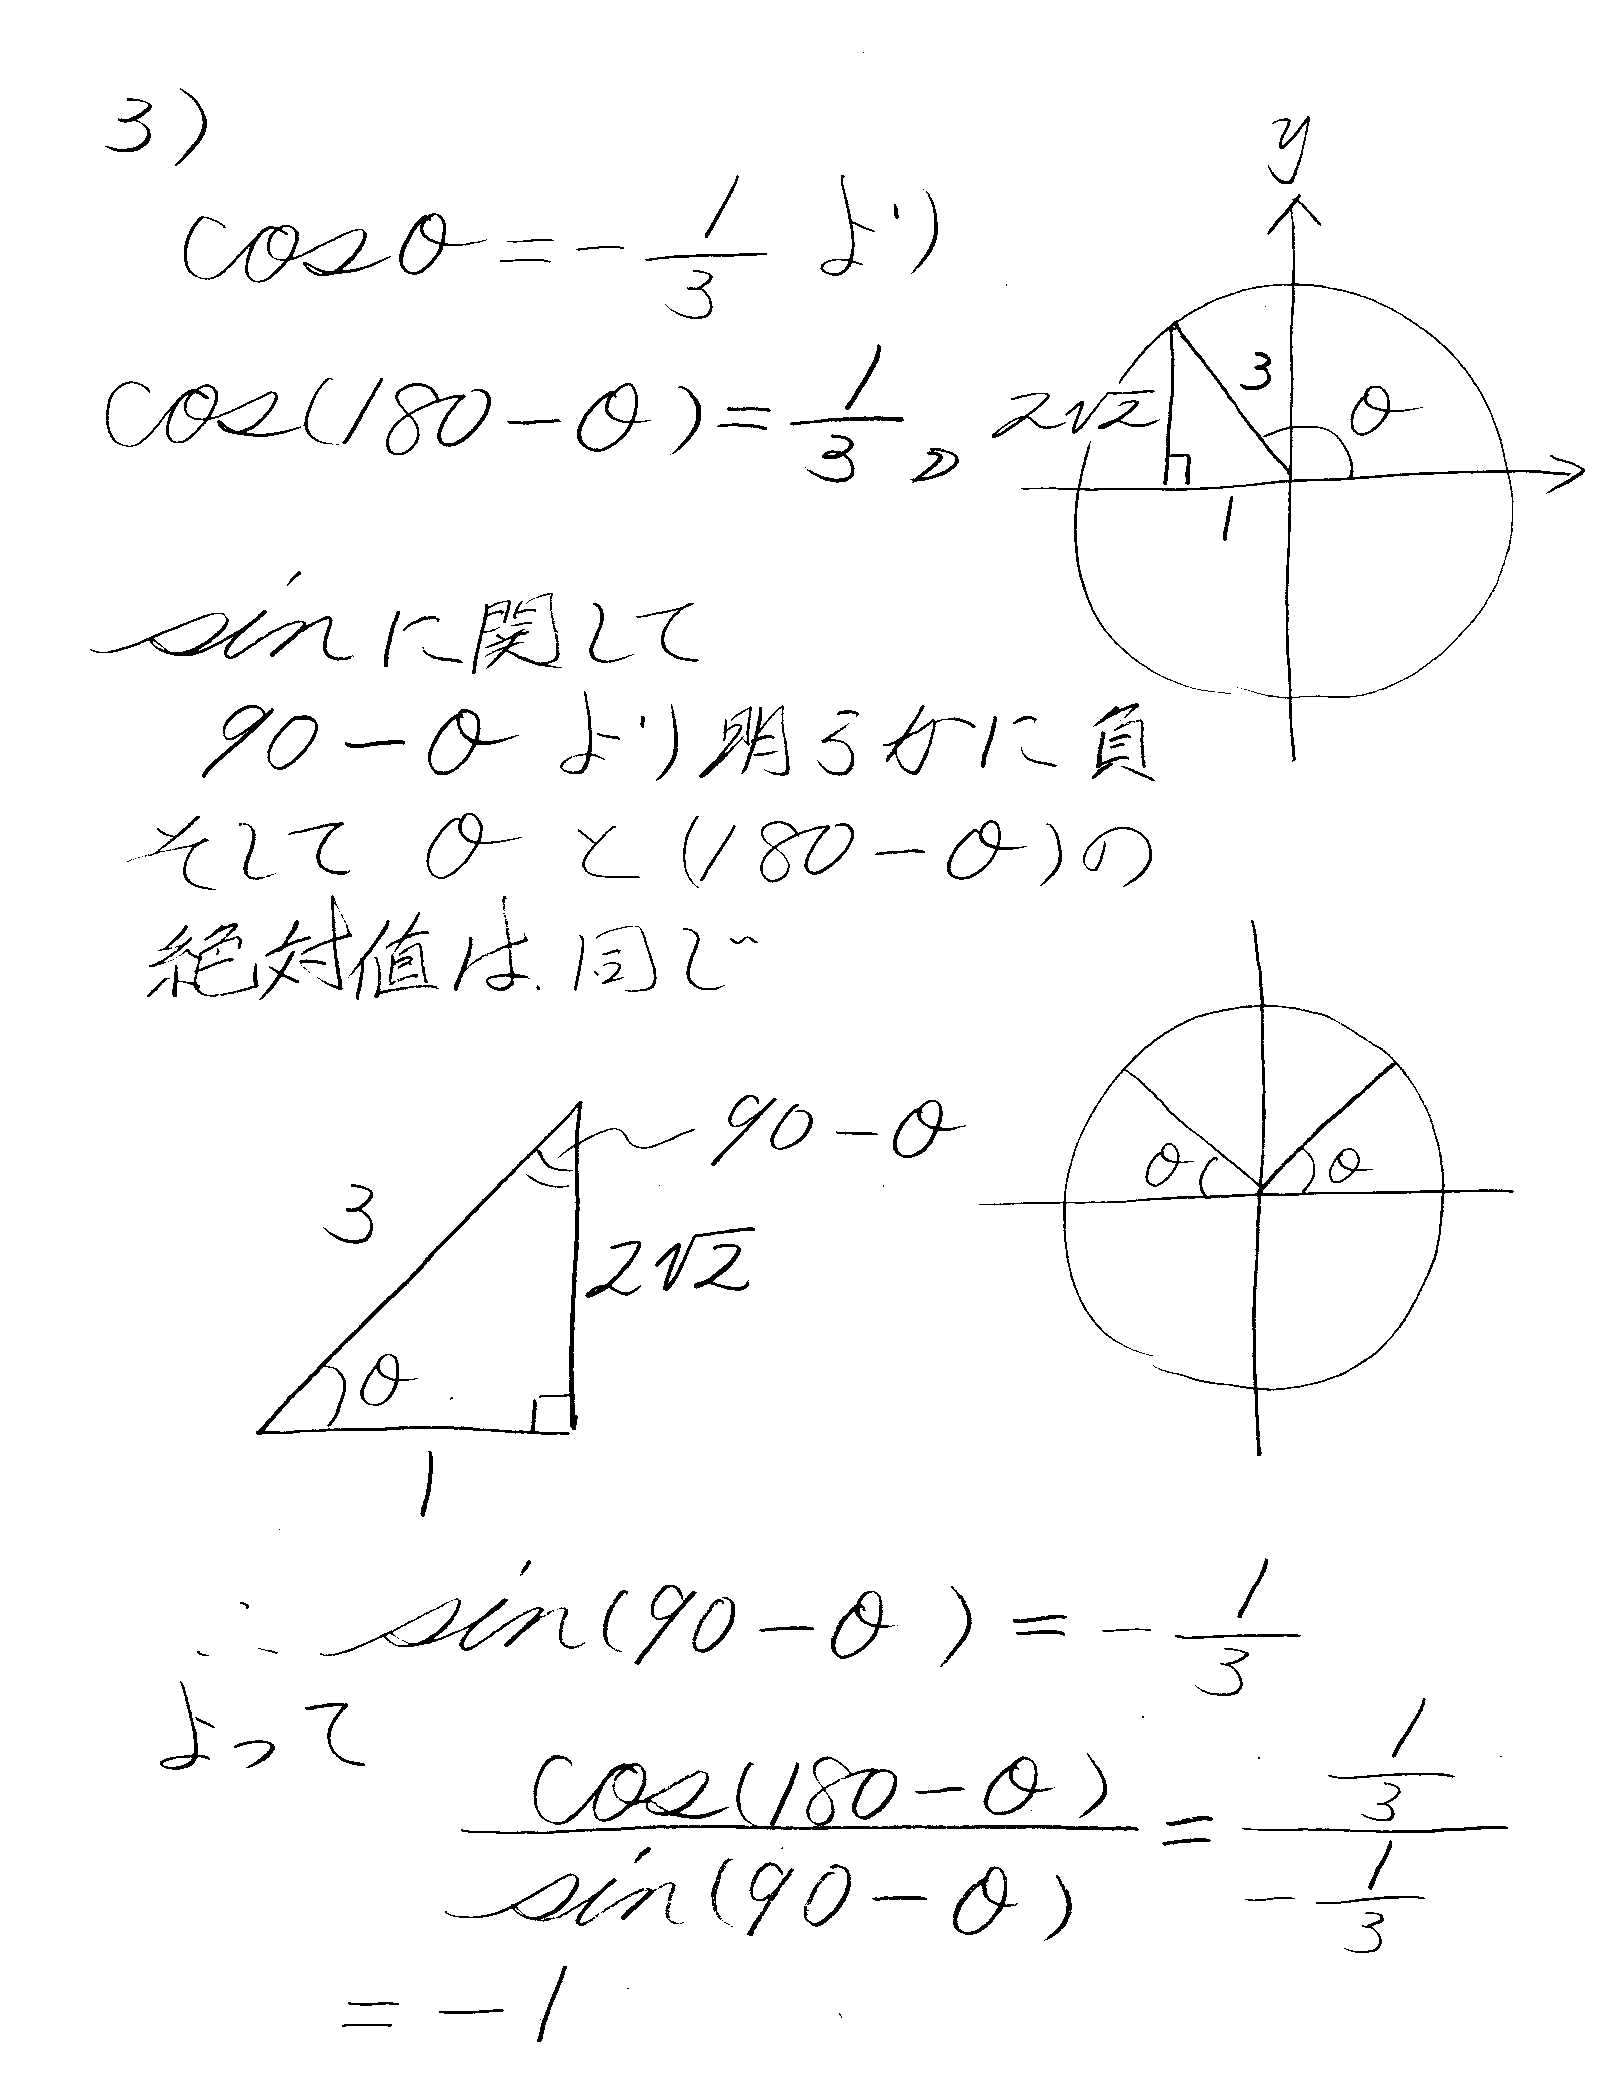 3)
cosθ = - 1/3 より
cos(180-θ) = 1/3 〃
y
3
2√2
θ
1
sinに関して
90-θ より明らかに負
そして θ と (180-θ)の
絶対値は同じ
90-θ
3
2√2
θ
1
θ θ
∴ sin(90-θ) = - 1/3
よって
cos(180-θ)/sin(90-θ) = (1/3)/(-1/3)
= -1